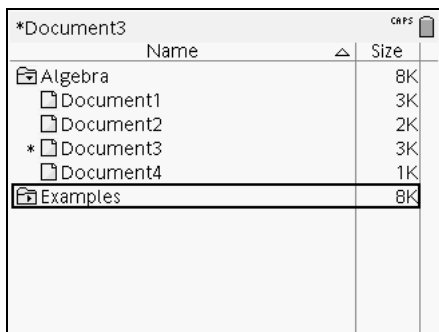 *Document3 CAPS
Name Size
Algebra 8K
Document1 3K
Document2 2K
* Document3 3K
Document4 1K
Examples 8K